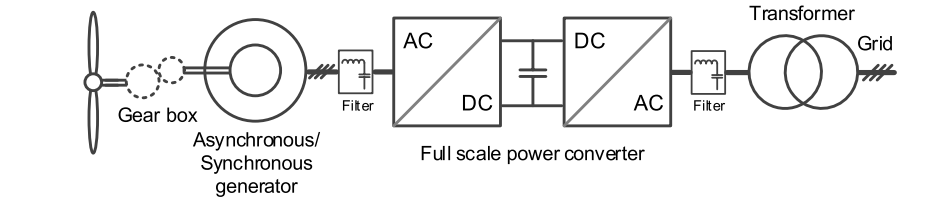 Transformer
Grid
AC
DC
DC
AC
Filter
Filter
Gear box
Asynchronous/
Synchronous
generator
Full scale power converter